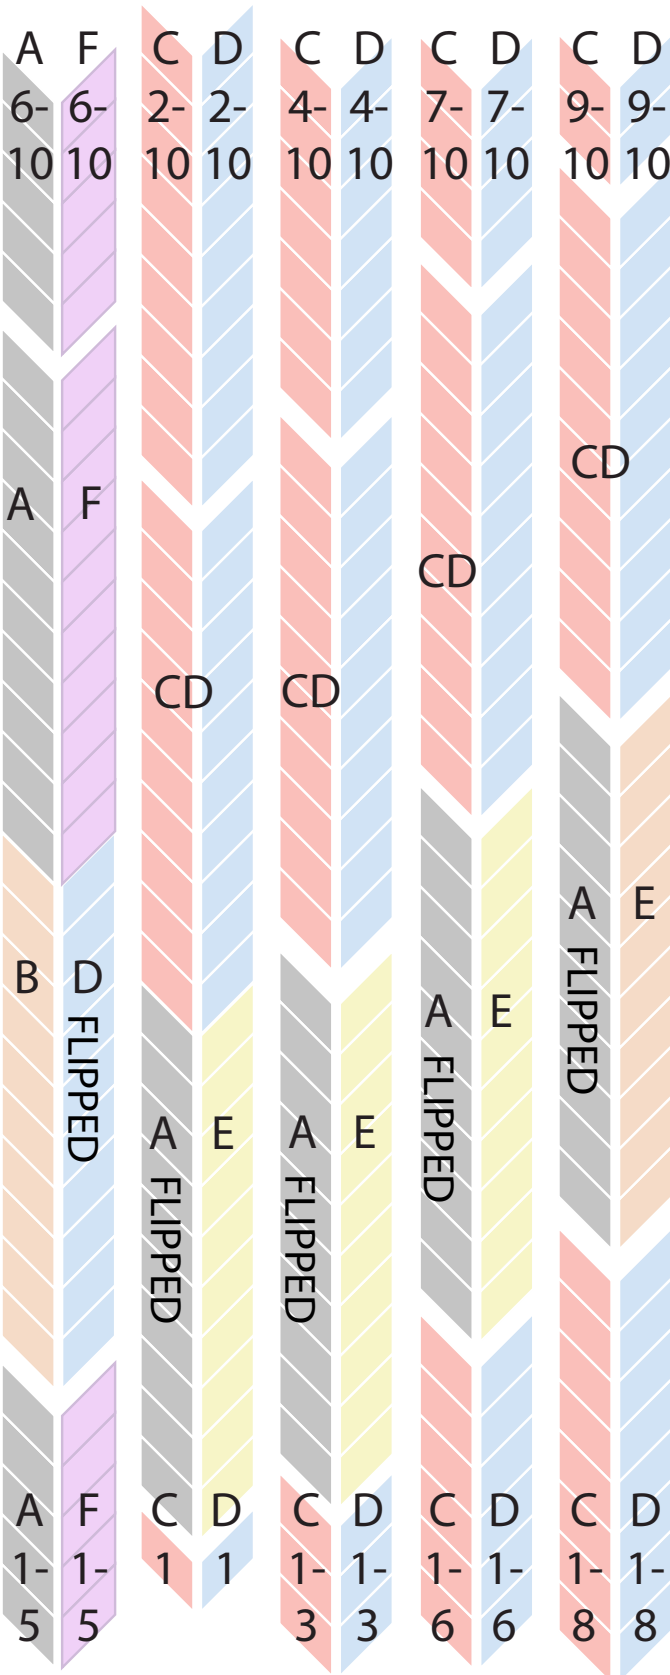 A F C D C D C D C D
6- 6- 2- 2- 4- 4- 7- 7- 9- 9-
10 10 10 10 10 10 10 10 10 10
CD
A F
CD
CD CD
A E
B D
FLIPPED
A E
FLIPPED
FLIPPED
A E A E
FLIPPED
FLIPPED
A F C D C D C D C D
1- 1- 1 1 1- 1- 1- 1- 1- 1-
5 5 3 3 6 6 8 8